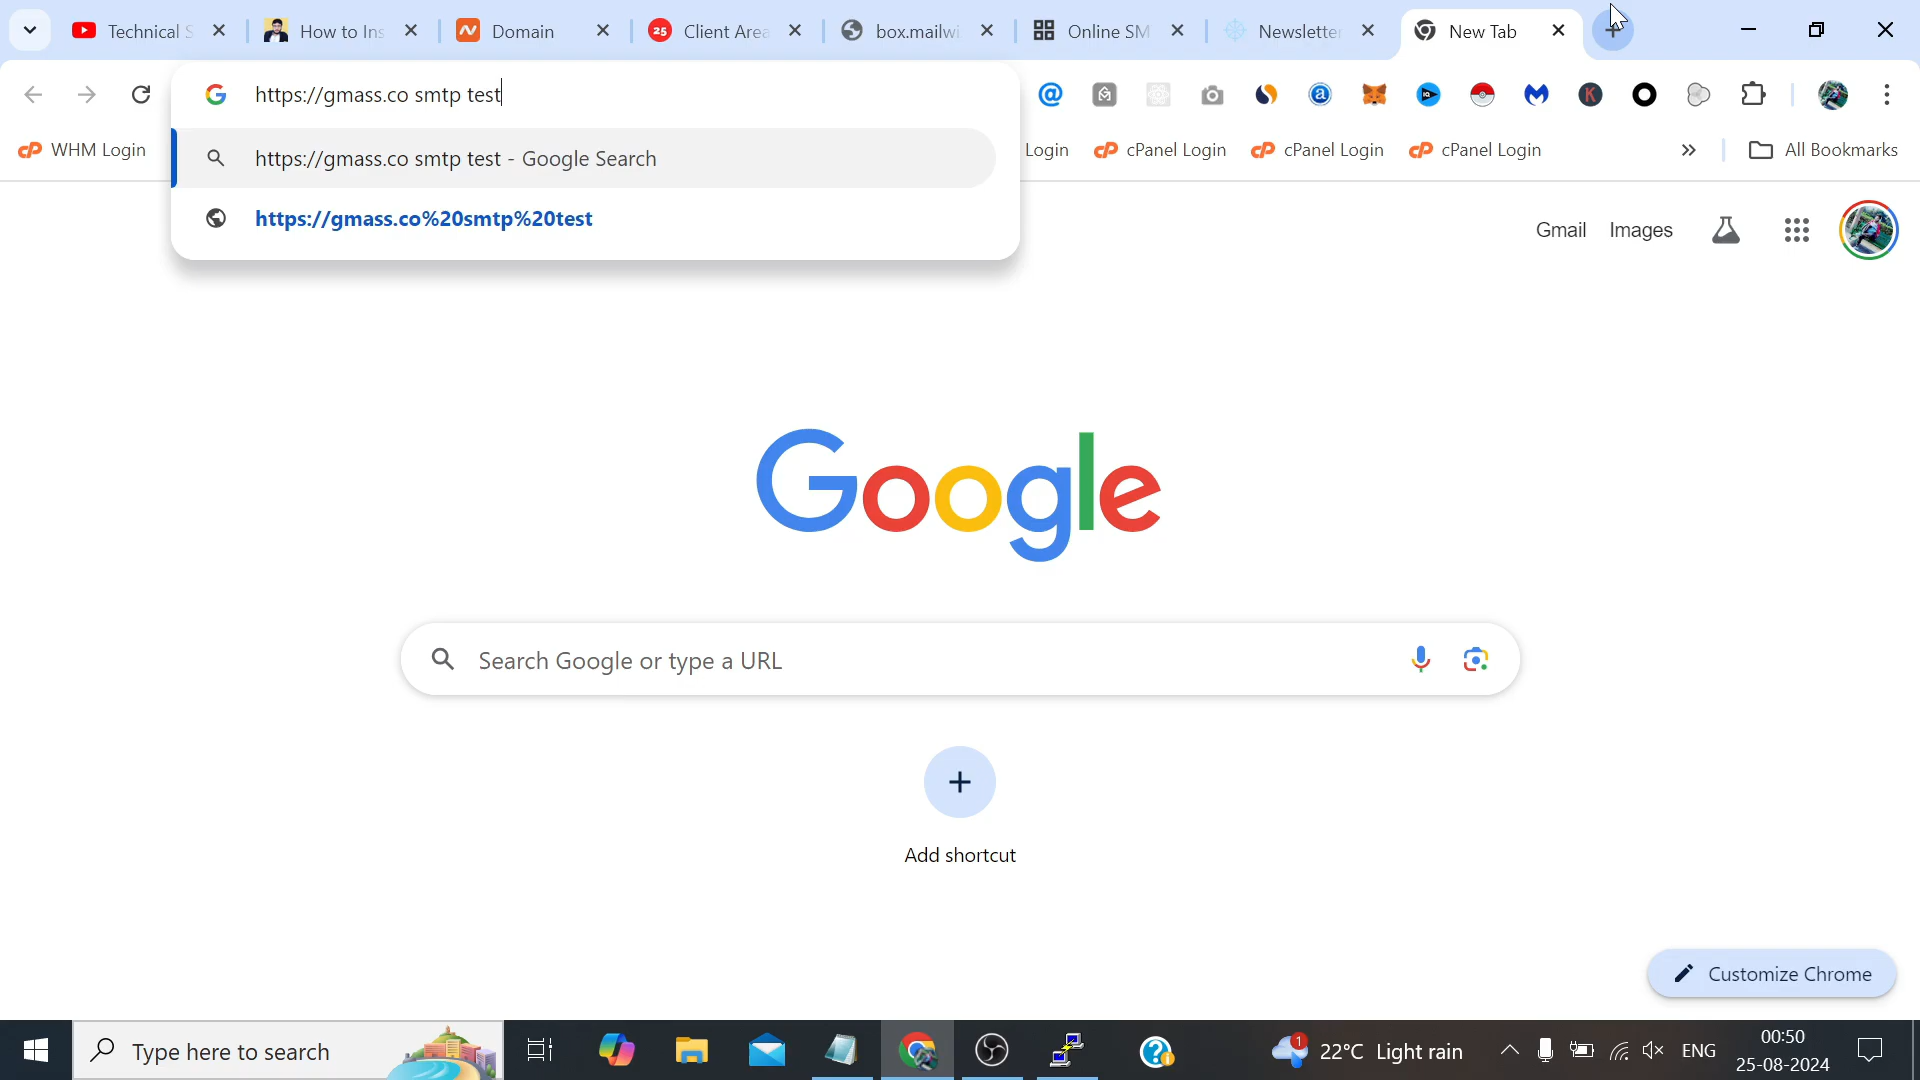 Technical S
How to Ins
Domain
25 Client Area
box.mailwi
Online SM
Newsletter
New Tab
https://gmass.co smtp test
https://gmass.co smtp test - Google Search
https://gmass.co%20smtp%20test
WHM Login
Login
cPanel Login
cPanel Login
cPanel Login
All Bookmarks
Gmail
Images
Google
Search Google or type a URL
Add shortcut
Customize Chrome
Type here to search
1
22°C Light rain
ENG
00:50
25-08-2024